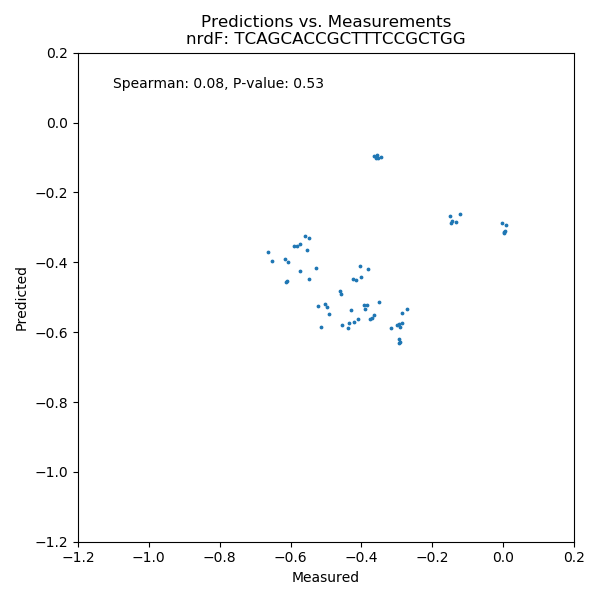 Predictions vs. Measurements
nrdF: TCAGCACCGCTTTCCGCTGG
Spearman: 0.08, P-value: 0.53
0.2
0.0
−0.2
−0.4
−0.6
−0.8
−1.0
−1.2
Predicted
−1.2 −1.0 −0.8 −0.6 −0.4 −0.2 0.0 0.2
Measured